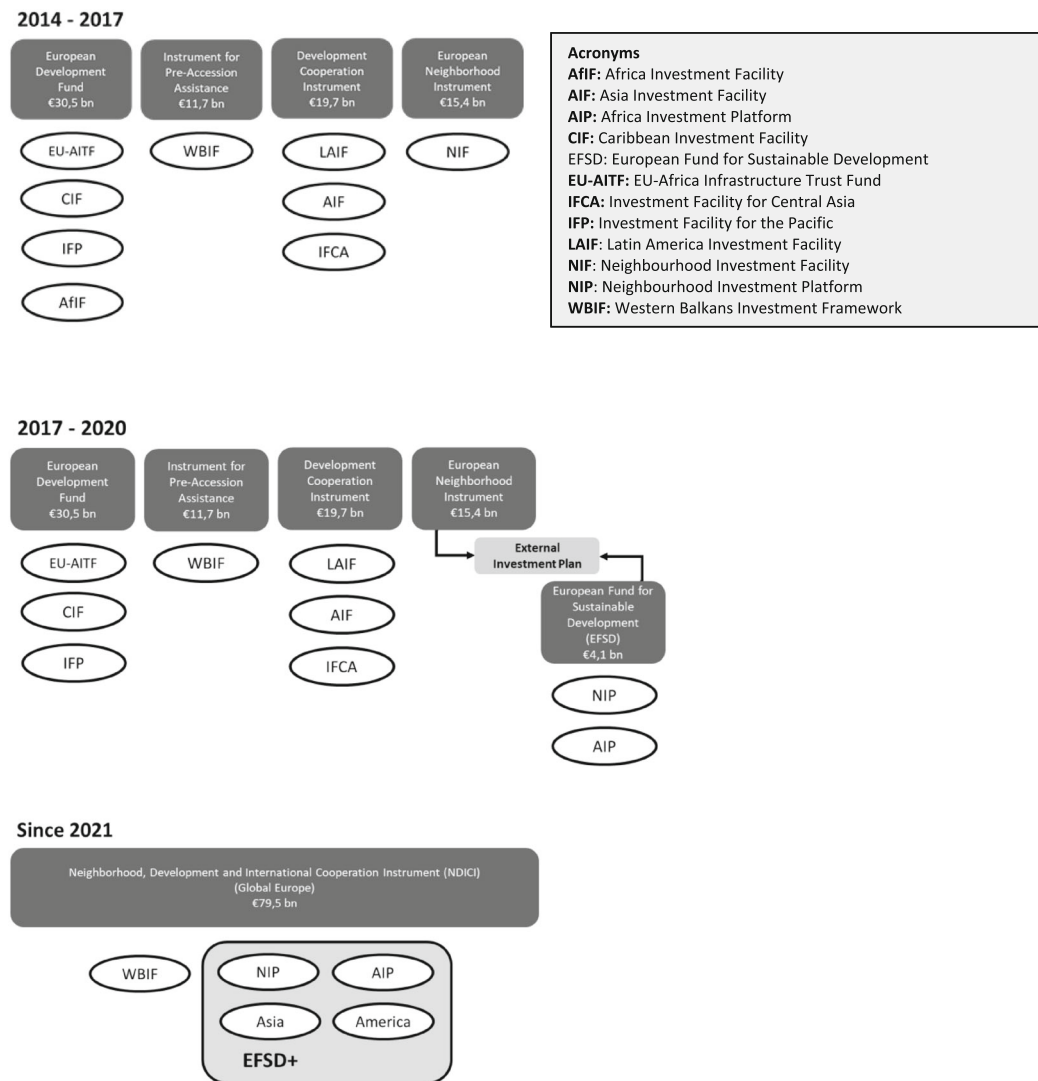 2014 - 2017
European
Development
Fund
€30,5 bn
Instrument for
Pre-Accession
Assistance
€11,7 bn
Development
Cooperation
Instrument
€19,7 bn
European
Neighborhood
Instrument
€15,4 bn
EU-AITF
CIF
IFP
AfIF
WBIF
LAIF
AIF
IFCA
NIF
Acronyms
AfIF: Africa Investment Facility
AIF: Asia Investment Facility
AIP: Africa Investment Platform
CIF: Caribbean Investment Facility
EFSD: European Fund for Sustainable Development
EU-AITF: EU-Africa Infrastructure Trust Fund
IFCA: Investment Facility for Central Asia
IFP: Investment Facility for the Pacific
LAIF: Latin America Investment Facility
NIF: Neighbourhood Investment Facility
NIP: Neighbourhood Investment Platform
WBIF: Western Balkans Investment Framework
2017 - 2020
European
Development
Fund
€30,5 bn
Instrument for
Pre-Accession
Assistance
€11,7 bn
Development
Cooperation
Instrument
€19,7 bn
European
Neighborhood
Instrument
€15,4 bn
EU-AITF
CIF
IFP
WBIF
LAIF
AIF
IFCA
External
Investment Plan
European Fund for
Sustainable
Development
(EFSD)
€4,1 bn
NIP
AIP
Since 2021
Neighborhood, Development and International Cooperation Instrument (NDICI)
(Global Europe)
€79,5 bn
WBIF
NIP
AIP
Asia
America
EFSD+